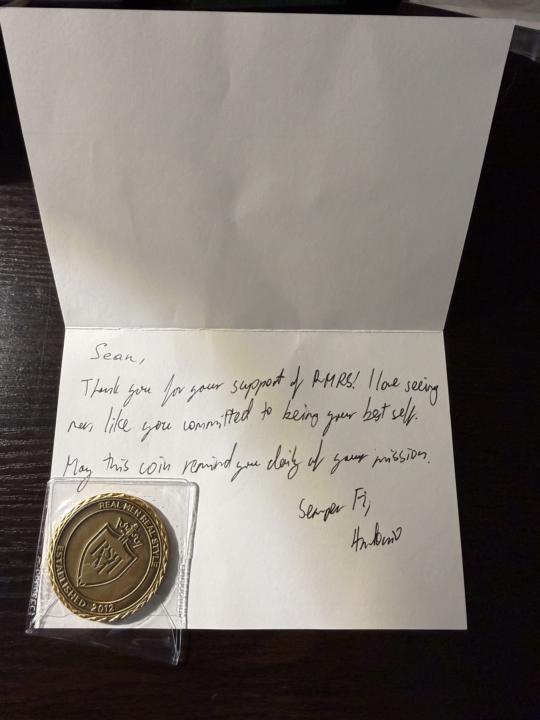 Sean,
Thank you for your support of RMRS! I love seeing
men like you committed to being your best self.
May this coin remind you daily of your mission.
Semper Fi,
Antonio
REAL MEN REAL STYLE
ESTABLISHED 2012